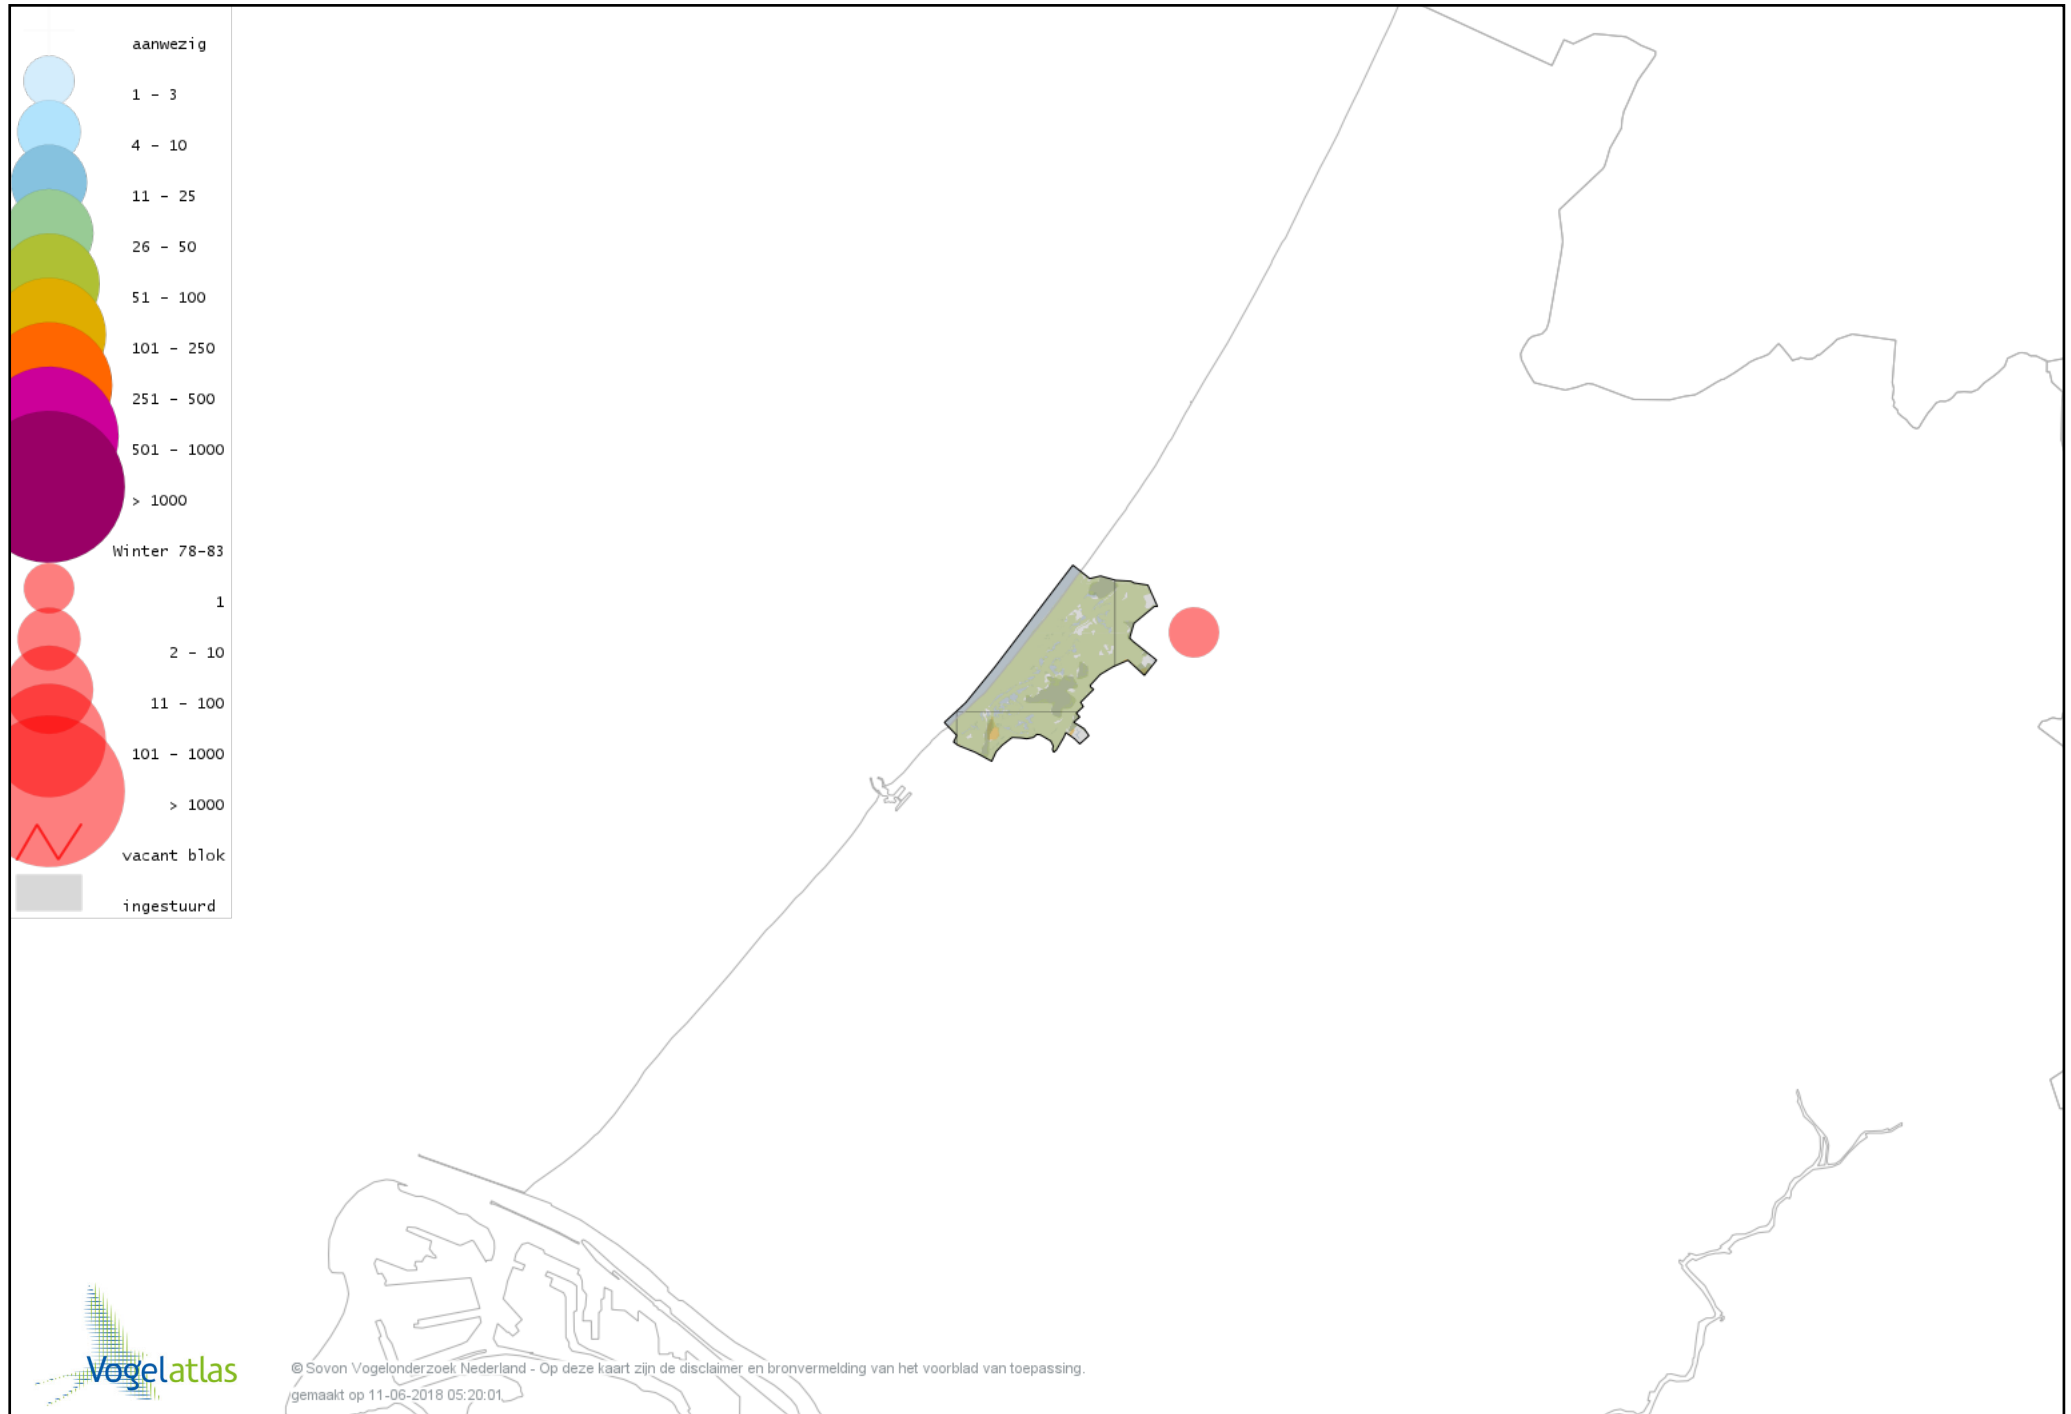 aanwezig
1 - 3
4 - 10
11 - 25
26 - 50
51 - 100
101 - 250
251 - 500
501 - 1000
> 1000
Winter 78-83
1
2 - 10
11 - 100
101 - 1000
> 1000
vacant blok
ingestuurd
Vogelatlas
© Sovon Vogelonderzoek Nederland - Op deze kaart zijn de disclaimer en bronvermelding van het voorblad van toepassing.
gemaakt op 11-06-2018 05:20:01